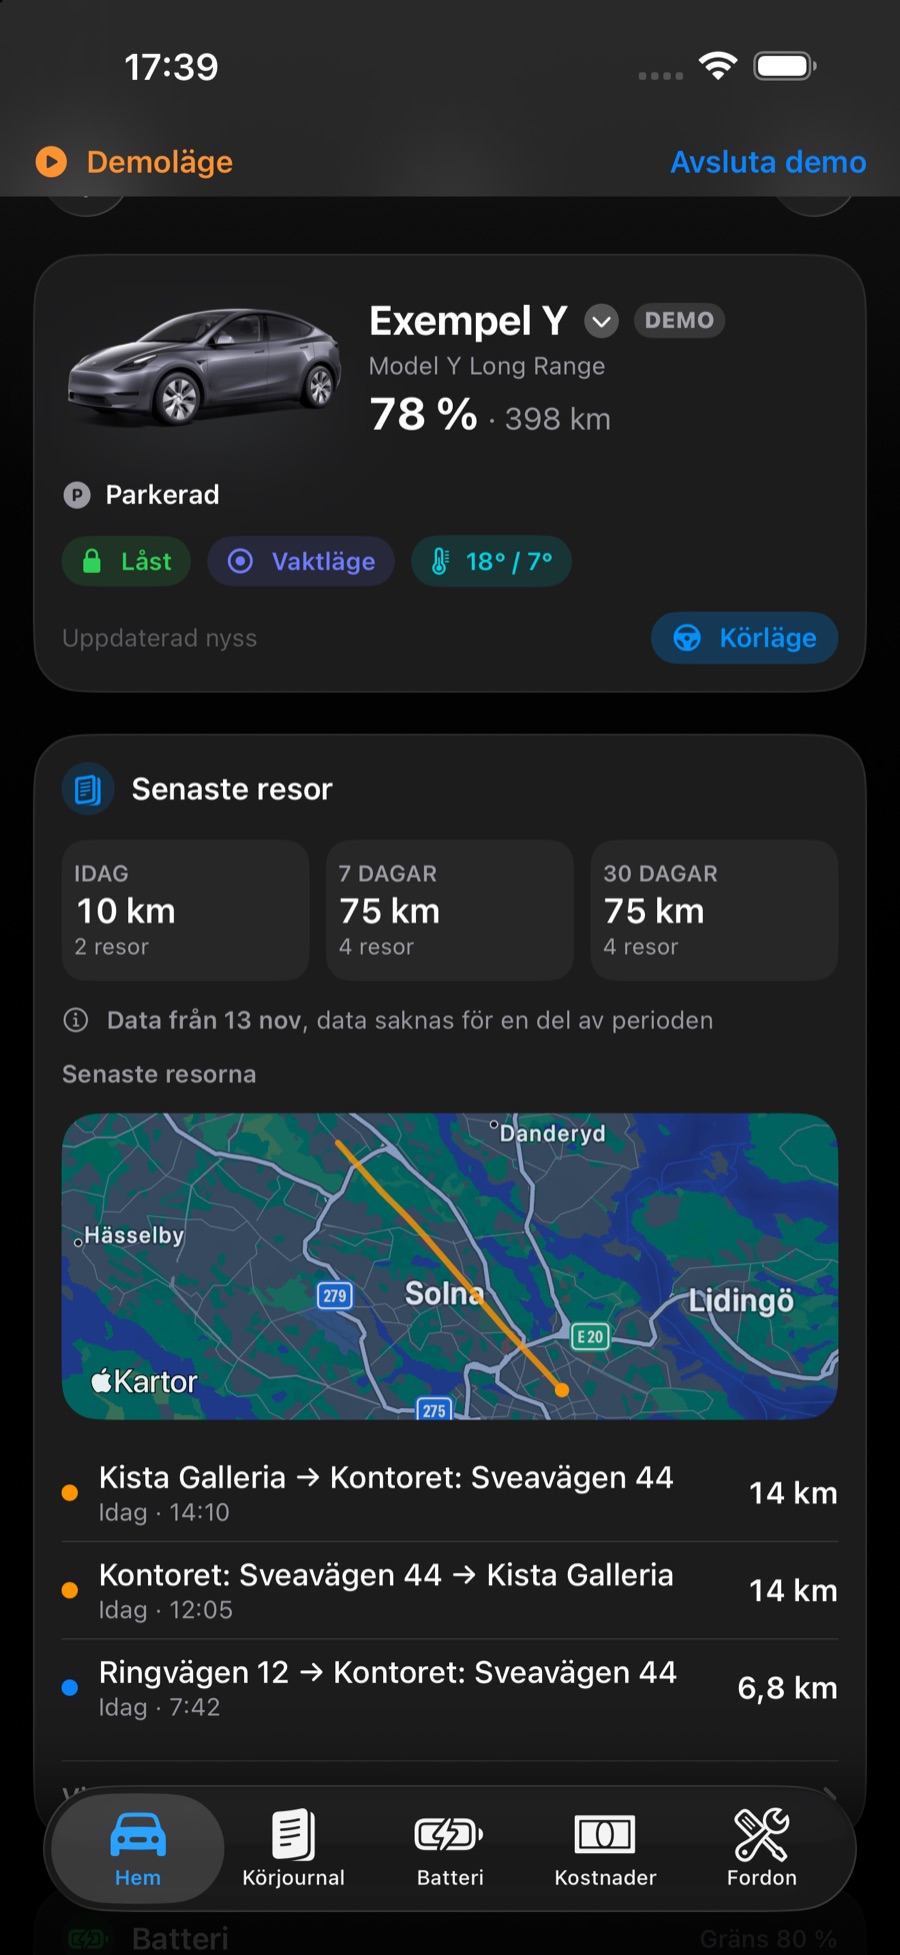 17:39
Demoläge
Avsluta demo
Exempel Y DEMO
Model Y Long Range
78 % · 398 km
P Parkerad
Låst
Vaktläge
18° / 7°
Uppdaterad nyss
Körläge
Senaste resor
IDAG
10 km
2 resor
7 DAGAR
75 km
4 resor
30 DAGAR
75 km
4 resor
Data från 13 nov, data saknas för en del av perioden
Senaste resorna
Danderyd
Hässelby
279
Solna
Lidingö
E 20
Kartor
275
Kista Galleria → Kontoret: Sveavägen 44
Idag · 14:10
14 km
Kontoret: Sveavägen 44 → Kista Galleria
Idag · 12:05
14 km
Ringvägen 12 → Kontoret: Sveavägen 44
Idag · 7:42
6,8 km
Hem
Körjournal
Batteri
Kostnader
Fordon
Batteri
Gräns 80 %